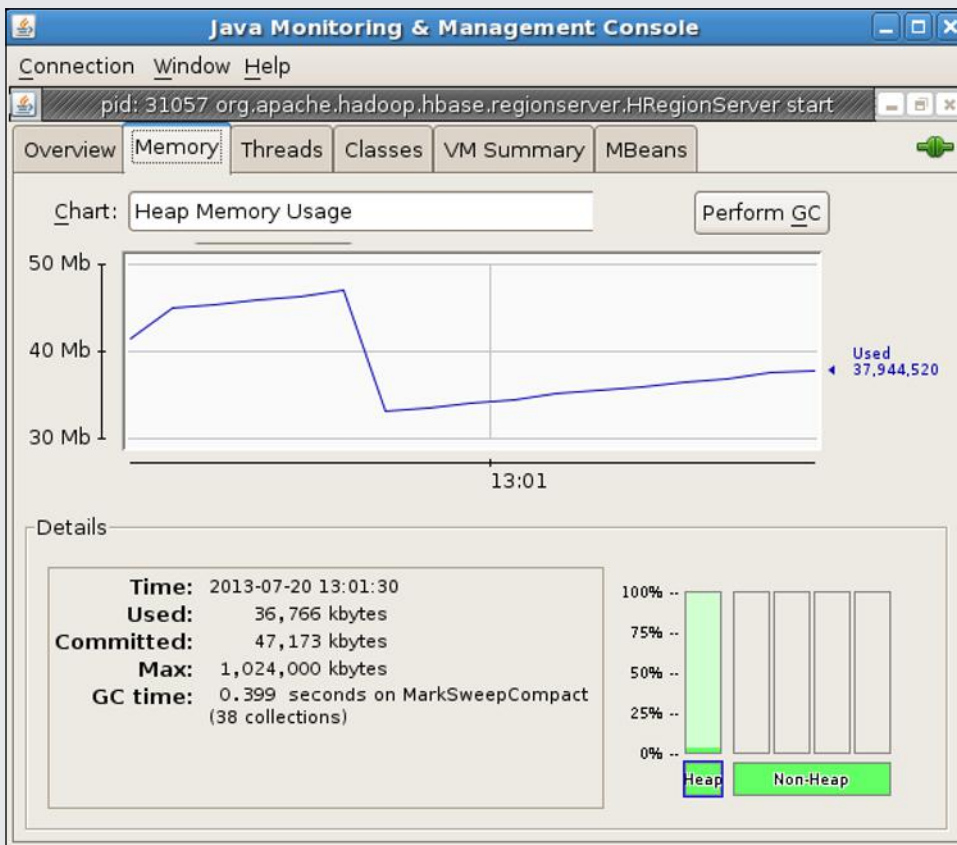 Java Monitoring & Management Console
Connection Window Help
pid: 31057 org.apache.hadoop.hbase.regionserver.HRegionServer start
Overview Memory Threads Classes VM Summary MBeans
Chart: Heap Memory Usage Perform GC
50 Mb
40 Mb
30 Mb
Used
37,944,520
13:01
Details
Time: 2013-07-20 13:01:30
Used: 36,766 kbytes
Committed: 47,173 kbytes
Max: 1,024,000 kbytes
GC time: 0.399 seconds on MarkSweepCompact
(38 collections)
100% --
75% --
50% --
25% --
0% --
Heap Non-Heap